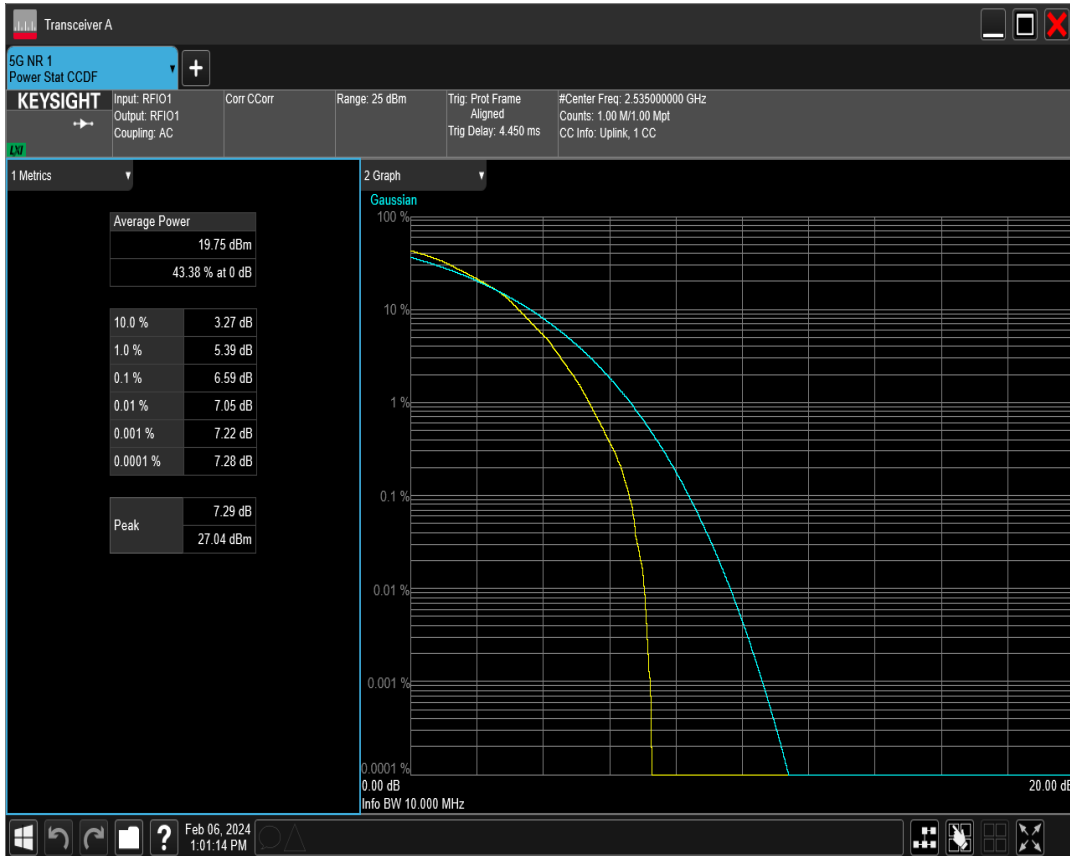 Transceiver A
5G NR 1
Power Stat CCDF
KEYSIGHT
LXI
Input: RFIO1
Output: RFIO1
Coupling: AC
Corr CCorr
Range: 25 dBm
Trig: Prot Frame
Aligned
Trig Delay: 4.450 ms
#Center Freq: 2.535000000 GHz
Counts: 1.00 M/1.00 Mpt
CC Info: Uplink, 1 CC
1 Metrics
Average Power
19.75 dBm
43.38 % at 0 dB
10.0 % 3.27 dB
1.0 % 5.39 dB
0.1 % 6.59 dB
0.01 % 7.05 dB
0.001 % 7.22 dB
0.0001 % 7.28 dB
Peak
7.29 dB
27.04 dBm
2 Graph
Gaussian
100 %
10 %
1 %
0.1 %
0.01 %
0.001 %
0.0001 %
0.00 dB
20.00 dB
Info BW 10.000 MHz
?
Feb 06, 2024
1:01:14 PM